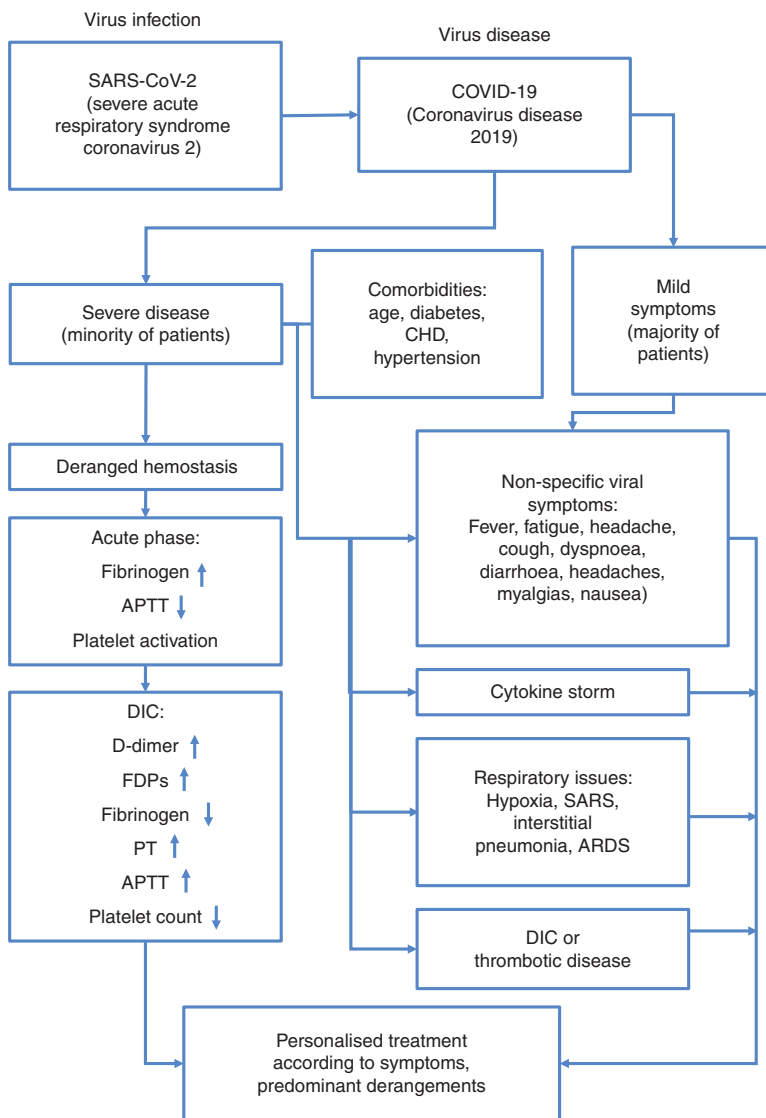 Virus infection
Virus disease
SARS-CoV-2
(severe acute
respiratory syndrome
coronavirus 2)
COVID-19
(Coronavirus disease
2019)
Severe disease
(minority of patients)
Comorbidities:
age, diabetes,
CHD,
hypertension
Mild
symptoms
(majority of
patients)
Deranged hemostasis
Acute phase:
Fibrinogen ↑
APTT ↓
Platelet activation
DIC:
D-dimer ↑
FDPs ↑
Fibrinogen ↓
PT ↑
APTT ↑
Platelet count ↓
Non-specific viral
symptoms:
Fever, fatigue, headache,
cough, dyspnoea,
diarrhoea, headaches,
myalgias, nausea)
Cytokine storm
Respiratory issues:
Hypoxia, SARS,
interstitial
pneumonia, ARDS
DIC or
thrombotic disease
Personalised treatment
according to symptoms,
predominant derangements